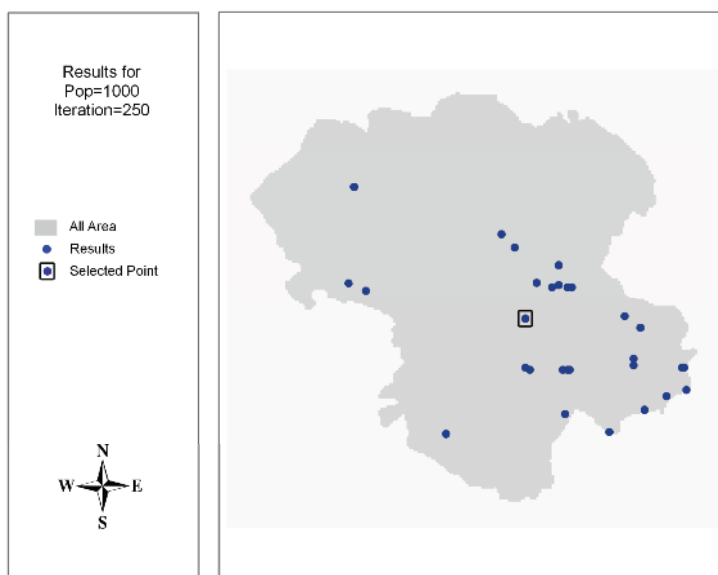 Results for
Pop=1000
Iteration=250
All Area
Results
Selected Point
N
W E
S